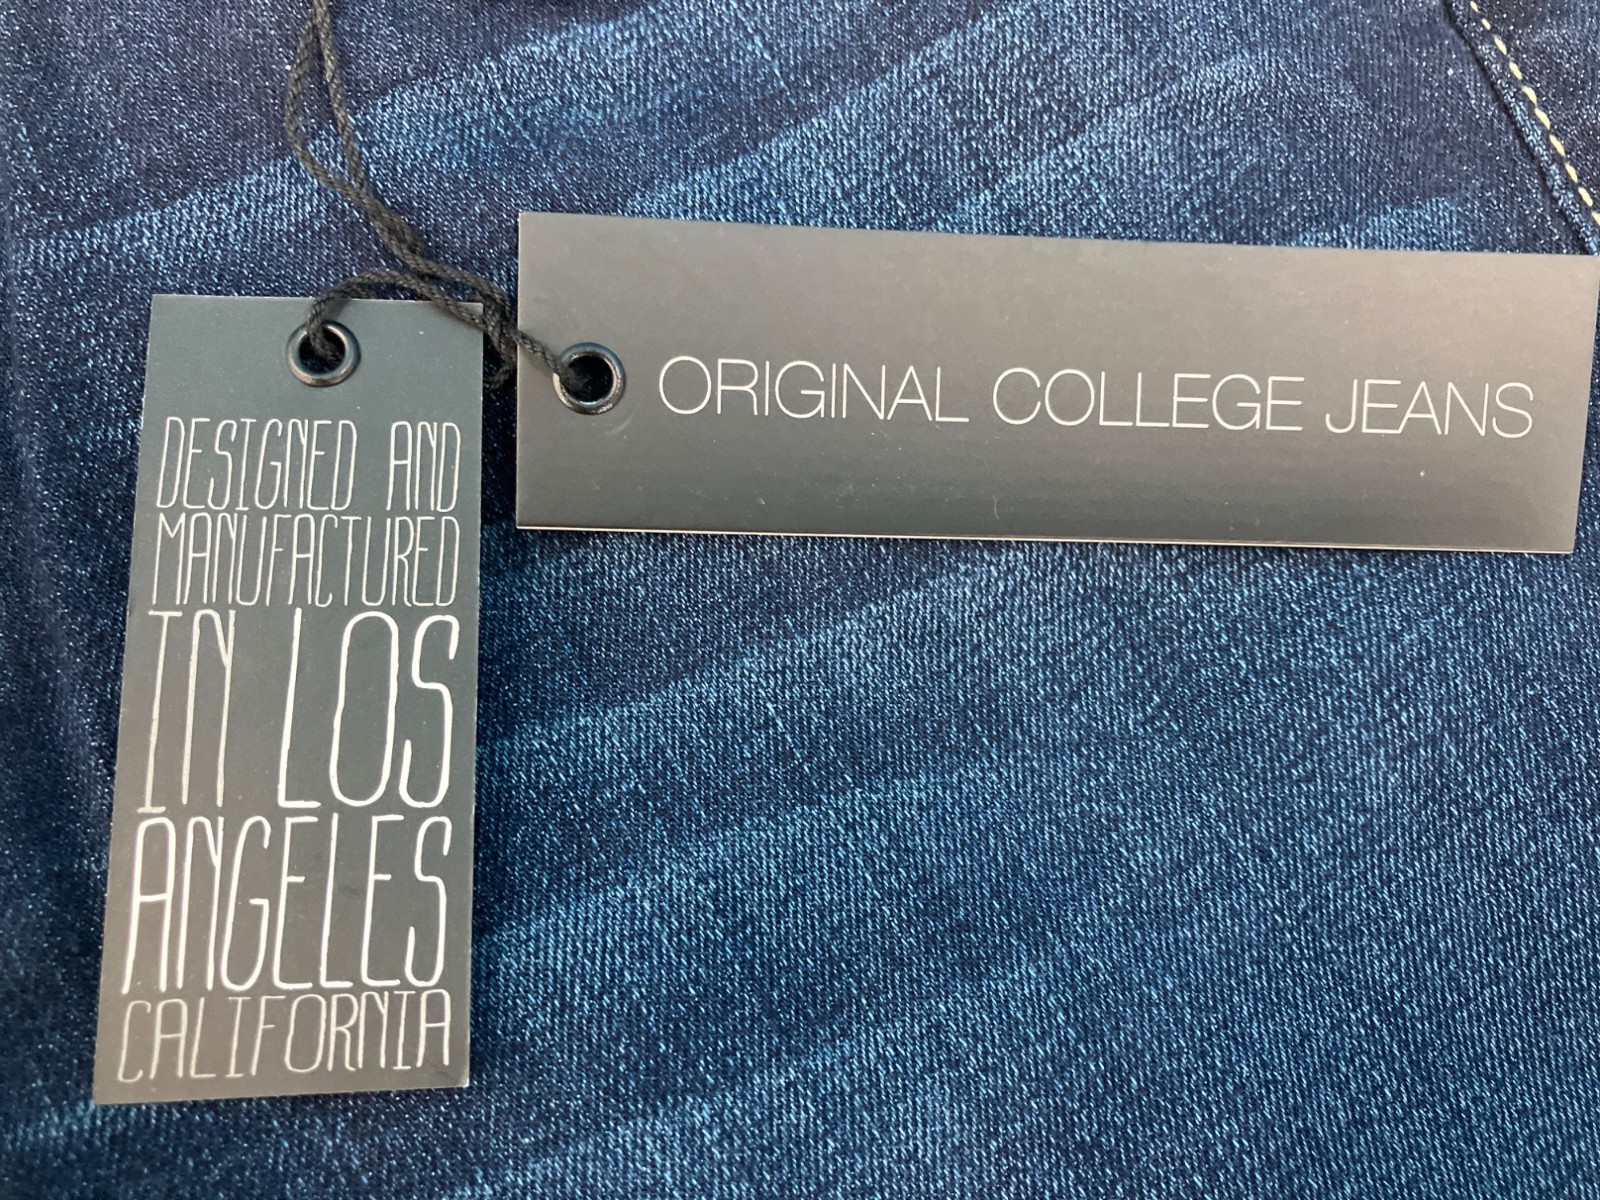 DESIGNED AND
MANUFACTURED
IN LOS
ANGELES
CALIFORNIA
ORIGINAL COLLEGE JEANS